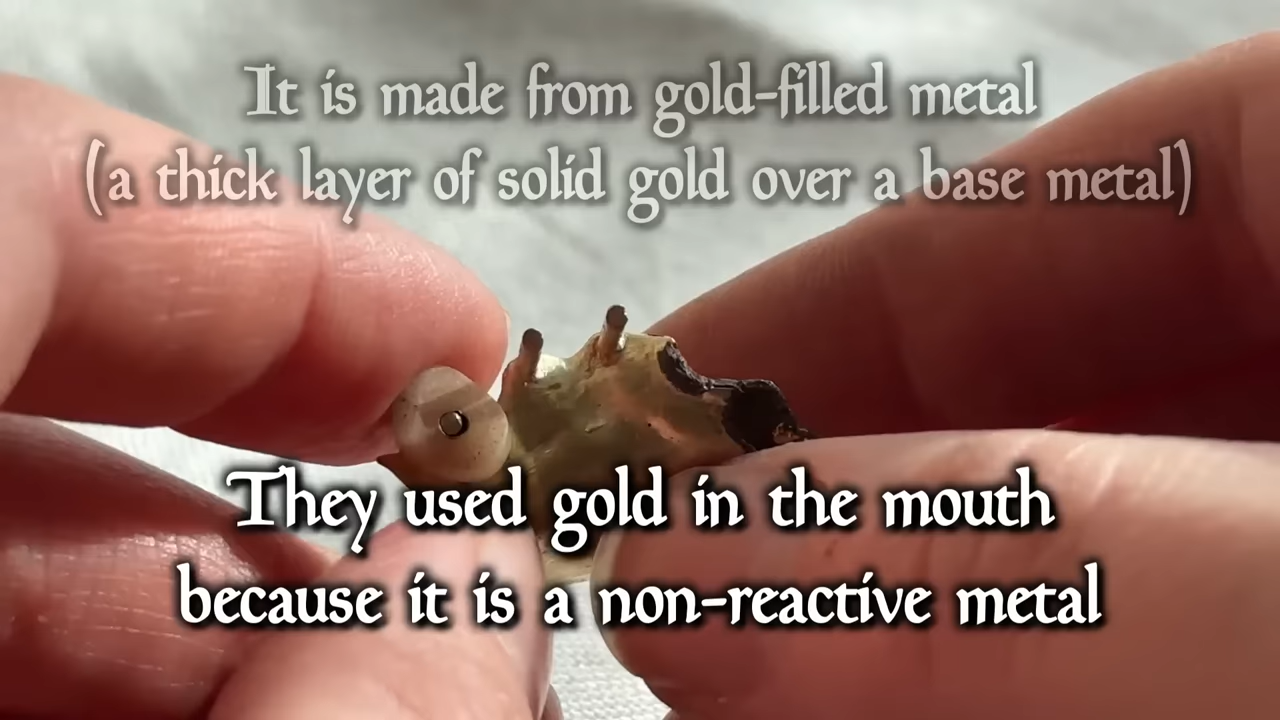 It is made from gold-filled metal
(a thick layer of solid gold over a base metal)
They used gold in the mouth
because it is a non-reactive metal